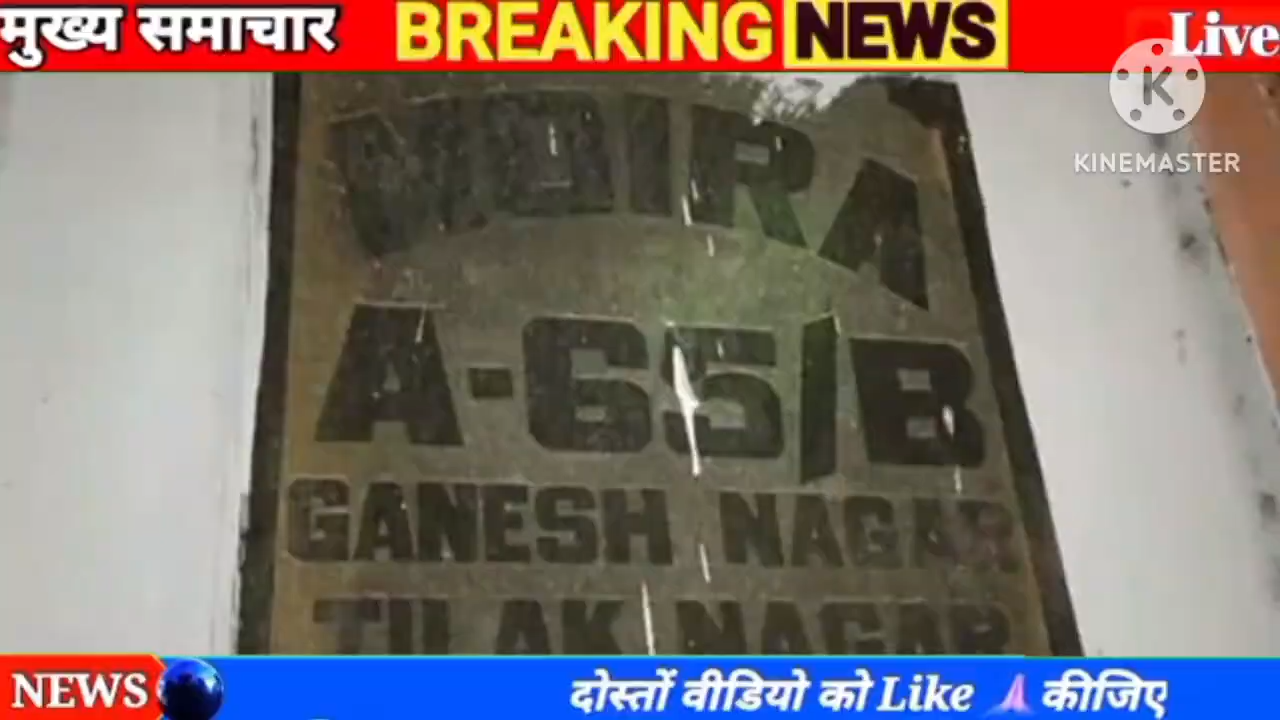 मुख्य समाचार BREAKING NEWS Live
K
KINEMASTER
A-65/B
GANESH NAGAR
TILAK NAGAR
NEWS दोस्तों वीडियो को Like कीजिए